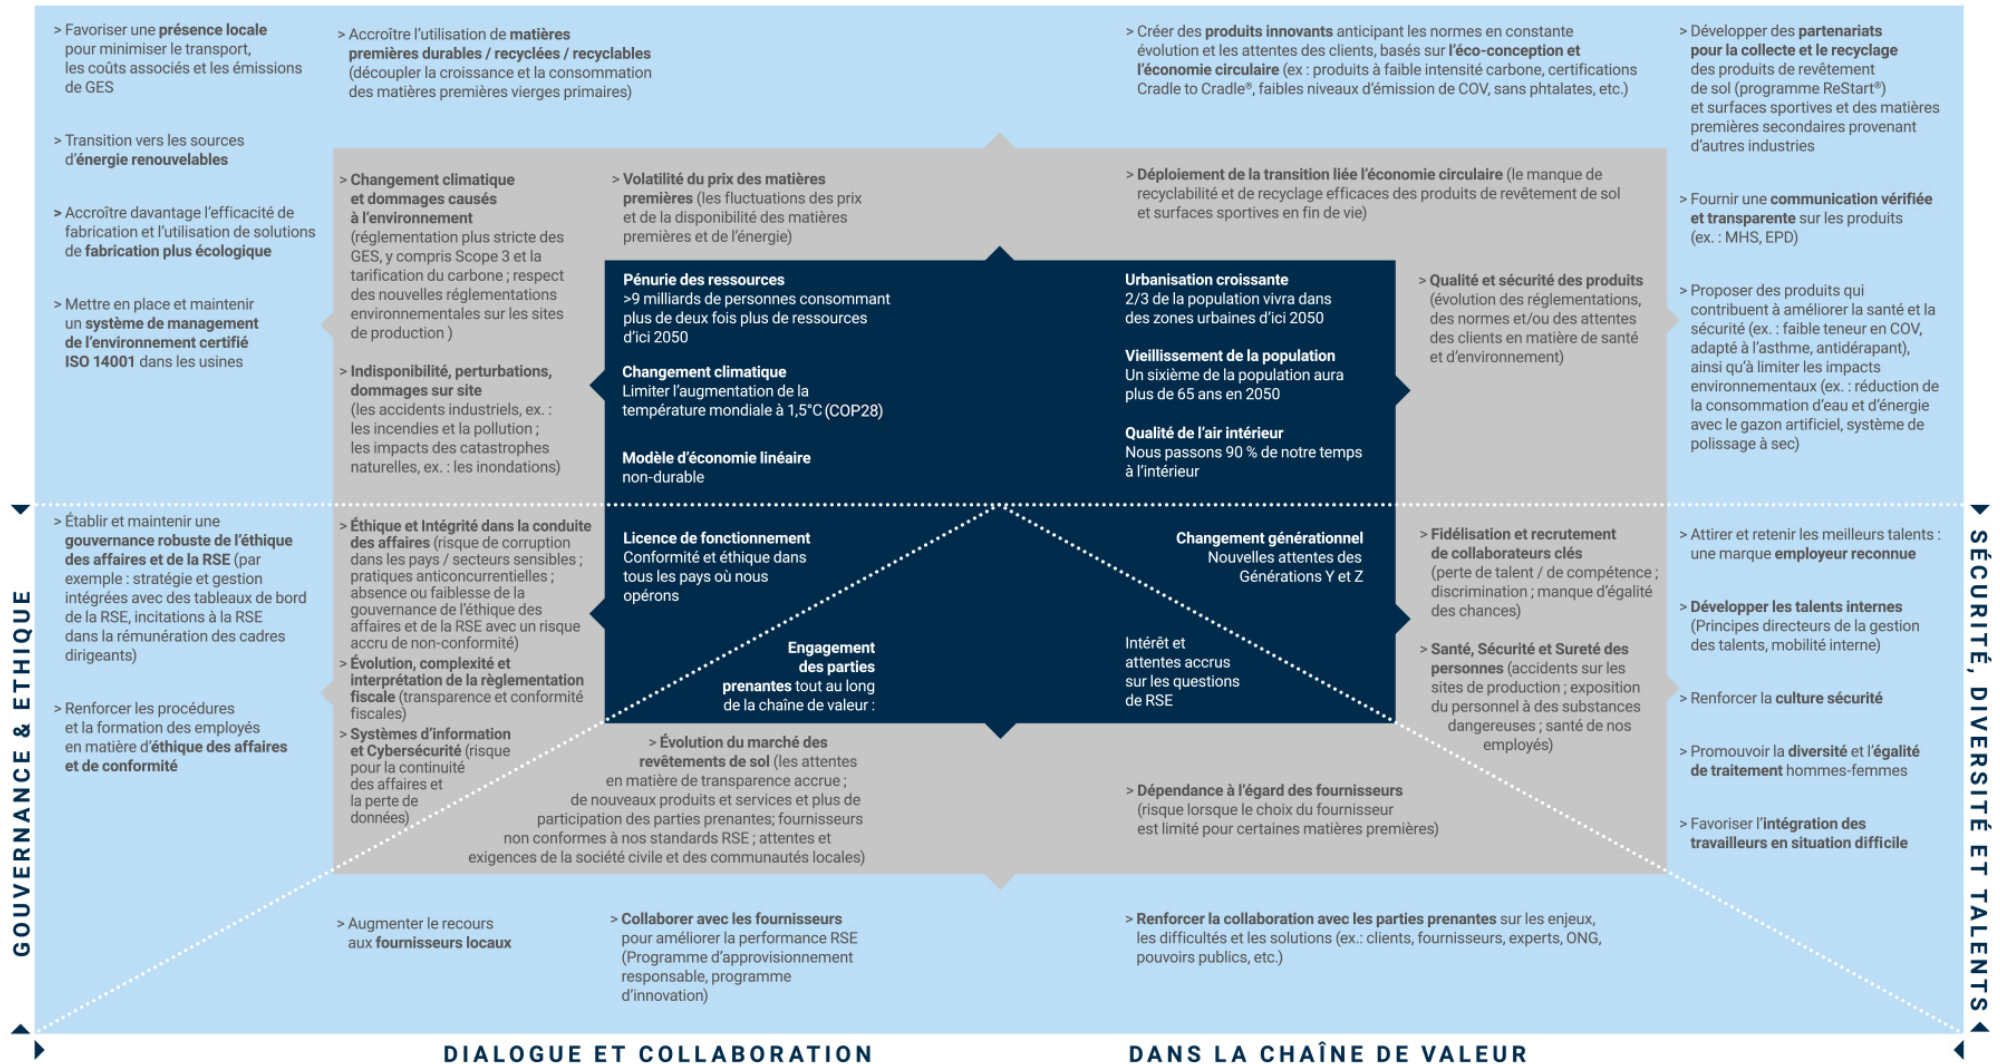 > Favoriser une présence locale
pour minimiser le transport,
les coûts associés et les émissions
de GES
> Transition vers les sources
d’énergie renouvelables
> Accroître davantage l’efficacité de
fabrication et l’utilisation de solutions
de fabrication plus écologique
> Mettre en place et maintenir
un système de management
de l’environnement certifié
ISO 14001 dans les usines
> Accroître l’utilisation de matières
premières durables / recyclées / recyclables
(découpler la croissance et la consommation
des matières premières vierges primaires)
> Créer des produits innovants anticipant les normes en constante
évolution et les attentes des clients, basés sur l’éco-conception et
l’économie circulaire (ex : produits à faible intensité carbone, certifications
Cradle to Cradle®, faibles niveaux d’émission de COV, sans phtalates, etc.)
> Développer des partenariats
pour la collecte et le recyclage
des produits de revêtement
de sol (programme ReStart®)
et surfaces sportives et des matières
premières secondaires provenant
d’autres industries
> Fournir une communication vérifiée
et transparente sur les produits
(ex. : MHS, EPD)
> Proposer des produits qui
contribuent à améliorer la santé et la
sécurité (ex. : faible teneur en COV,
adapté à l’asthme, antidérapant),
ainsi qu’à limiter les impacts
environnementaux (ex. : réduction de
la consommation d’eau et d’énergie
avec le gazon artificiel, système de
polissage à sec)
> Changement climatique
et dommages causés
à l’environnement
(réglementation plus stricte des
GES, y compris Scope 3 et la
tarification du carbone ; respect
des nouvelles réglementations
environnementales sur les sites
de production )
> Indisponibilité, perturbations,
dommages sur site
(les accidents industriels, ex. :
les incendies et la pollution ;
les impacts des catastrophes
naturelles, ex. : les inondations)
> Volatilité du prix des matières
premières (les fluctuations des prix
et de la disponibilité des matières
premières et de l’énergie)
> Déploiement de la transition liée l’économie circulaire (le manque de
recyclabilité et de recyclage efficaces des produits de revêtement de sol
et surfaces sportives en fin de vie)
> Qualité et sécurité des produits
(évolution des réglementations,
des normes et/ou des attentes
des clients en matière de santé
et d’environnement)
Pénurie des ressources
>9 milliards de personnes consommant
plus de deux fois plus de ressources
d’ici 2050
Changement climatique
Limiter l’augmentation de la
température mondiale à 1,5°C (COP28)
Modèle d’économie linéaire
non-durable
Urbanisation croissante
2/3 de la population vivra dans
des zones urbaines d’ici 2050
Vieillissement de la population
Un sixième de la population aura
plus de 65 ans en 2050
Qualité de l’air intérieur
Nous passons 90 % de notre temps
à l’intérieur
GOUVERNANCE & ETHIQUE
> Établir et maintenir une
gouvernance robuste de l’éthique
des affaires et de la RSE (par
exemple : stratégie et gestion
intégrées avec des tableaux de bord
de la RSE, incitations à la RSE
dans la rémunération des cadres
dirigeants)
> Renforcer les procédures
et la formation des employés
en matière d’éthique des affaires
et de conformité
> Éthique et Intégrité dans la conduite
des affaires (risque de corruption
dans les pays / secteurs sensibles ;
pratiques anticoncurrentielles ;
absence ou faiblesse de la
gouvernance de l’éthique des
affaires et de la RSE avec un risque
accru de non-conformité)
> Évolution, complexité et
interprétation de la règlementation
fiscale (transparence et conformité
fiscales)
> Systèmes d’information
et Cybersécurité (risque
pour la continuité
des affaires et
la perte de
données)
Licence de fonctionnement
Conformité et éthique dans
tous les pays où nous
opérons
Engagement
des parties
prenantes tout au long
de la chaîne de valeur :
Changement générationnel
Nouvelles attentes des
Générations Y et Z
Intérêt et
attentes accrus
sur les questions
de RSE
> Fidélisation et recrutement
de collaborateurs clés
(perte de talent / de compétence ;
discrimination ; manque d’égalité
des chances)
> Santé, Sécurité et Sureté des
personnes (accidents sur les
sites de production ; exposition
du personnel à des substances
dangereuses ; santé de nos
employés)
> Attirer et retenir les meilleurs talents :
une marque employeur reconnue
> Développer les talents internes
(Principes directeurs de la gestion
des talents, mobilité interne)
> Renforcer la culture sécurité
> Promouvoir la diversité et l’égalité
de traitement hommes-femmes
> Favoriser l’intégration des
travailleurs en situation difficile
SÉCURITÉ, DIVERSITÉ ET TALENTS
> Évolution du marché des
revêtements de sol (les attentes
en matière de transparence accrue ;
de nouveaux produits et services et plus de
participation des parties prenantes; fournisseurs
non conformes à nos standards RSE ; attentes et
exigences de la société civile et des communautés locales)
> Dépendance à l’égard des fournisseurs
(risque lorsque le choix du fournisseur
est limité pour certaines matières premières)
> Augmenter le recours
aux fournisseurs locaux
> Collaborer avec les fournisseurs
pour améliorer la performance RSE
(Programme d’approvisionnement
responsable, programme
d’innovation)
> Renforcer la collaboration avec les parties prenantes sur les enjeux,
les difficultés et les solutions (ex.: clients, fournisseurs, experts, ONG,
pouvoirs publics, etc.)
DIALOGUE ET COLLABORATION DANS LA CHAÎNE DE VALEUR